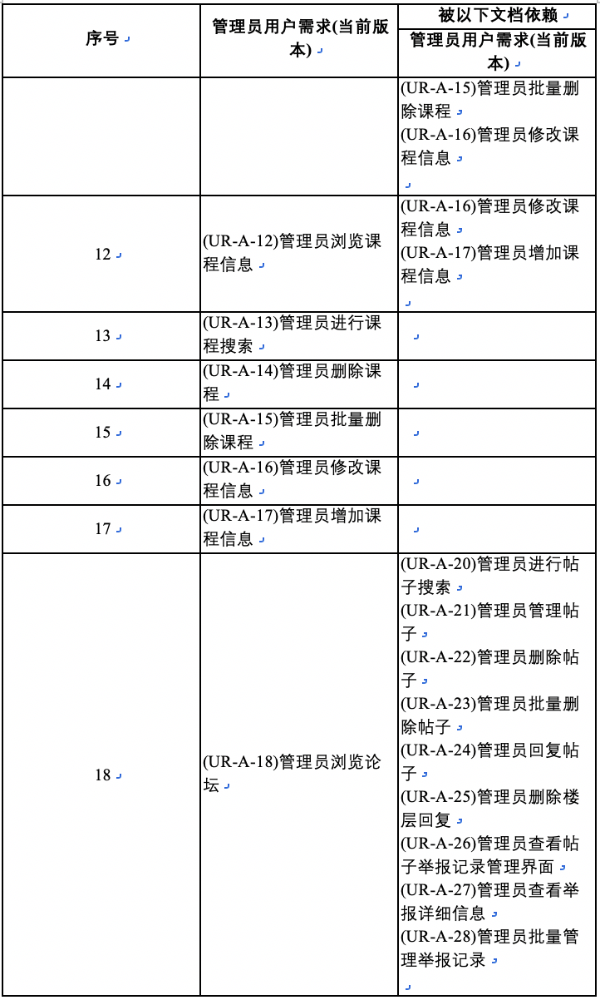 序号
管理员用户需求(当前版
本)
被以下文档依赖
管理员用户需求(当前版
本)
(UR-A-15)管理员批量删
除课程
(UR-A-16)管理员修改课
程信息
12
(UR-A-12)管理员浏览课
程信息
(UR-A-16)管理员修改课
程信息
(UR-A-17)管理员增加课
程信息
13
(UR-A-13)管理员进行课
程搜索
14
(UR-A-14)管理员删除课
程
15
(UR-A-15)管理员批量删
除课程
16
(UR-A-16)管理员修改课
程信息
17
(UR-A-17)管理员增加课
程信息
18
(UR-A-18)管理员浏览论
坛
(UR-A-20)管理员进行帖
子搜索
(UR-A-21)管理员管理帖
子
(UR-A-22)管理员删除帖
子
(UR-A-23)管理员批量删
除帖子
(UR-A-24)管理员回复帖
子
(UR-A-25)管理员删除楼
层回复
(UR-A-26)管理员查看帖
子举报记录管理界面
(UR-A-27)管理员查看举
报详细信息
(UR-A-28)管理员批量管
理举报记录